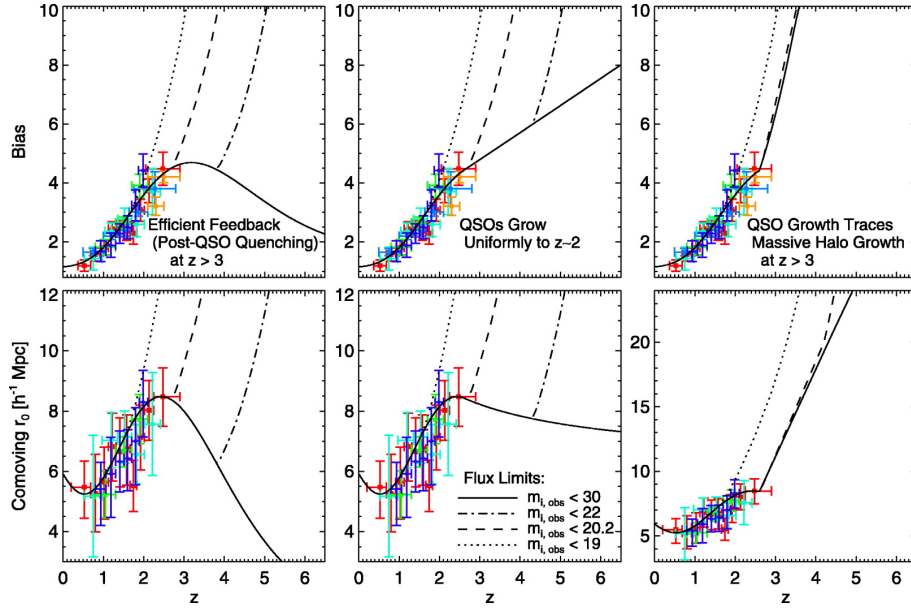 10
8
6
4
2
Bias
Efficient Feedback
(Post-QSO Quenching)
at z > 3
QSOs Grow
Uniformly to z~2
QSO Growth Traces
Massive Halo Growth
at z > 3
10
8
6
4
2
10
8
6
4
2
12
10
8
6
4
Comoving r0 [h-1 Mpc]
12
10
8
6
4
20
15
10
5
Flux Limits:
m i, obs < 30
m i, obs < 22
m i, obs < 20.2
m i, obs < 19
0 1 2 3 4 5 6
0 1 2 3 4 5 6
0 1 2 3 4 5 6
z
z
z